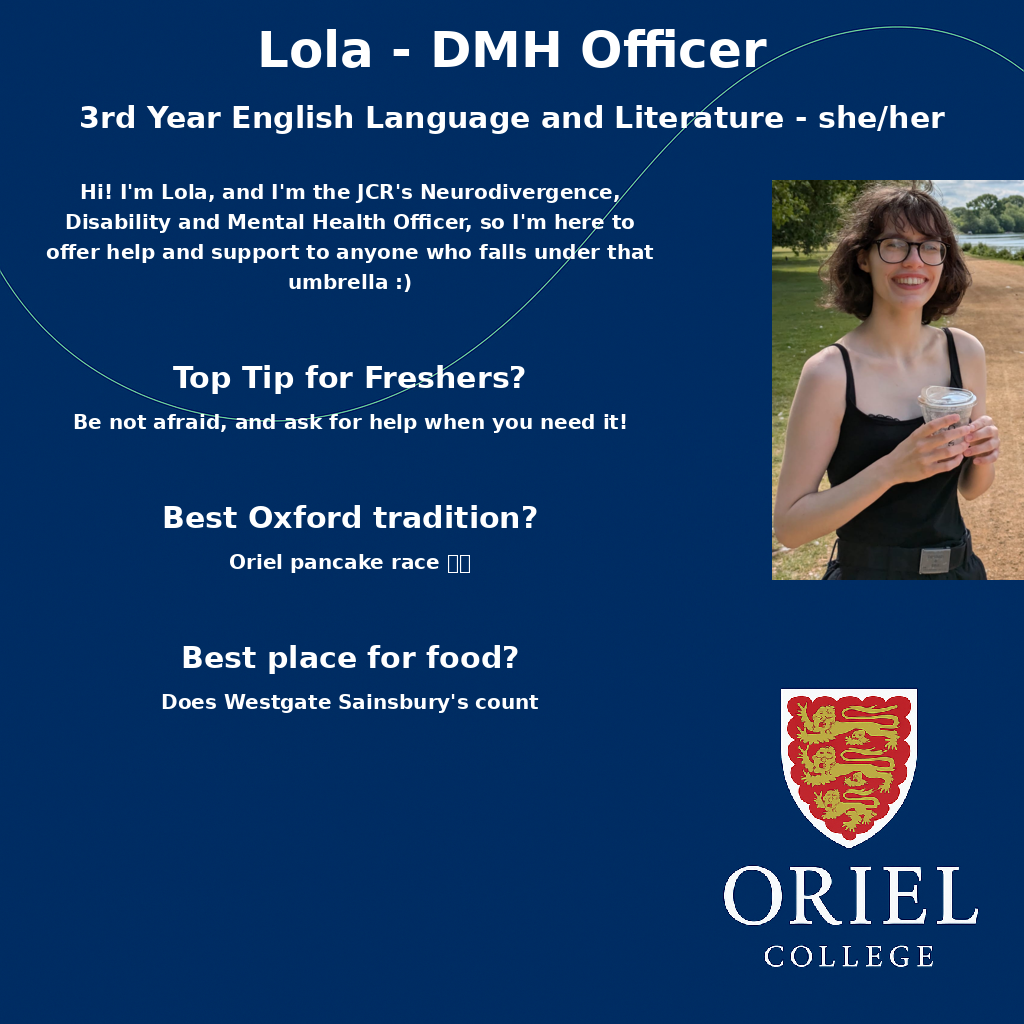 Lola - DMH Officer
3rd Year English Language and Literature - she/her
Hi! I'm Lola, and I'm the JCR's Neurodivergence,
Disability and Mental Health Officer, so I'm here to
offer help and support to anyone who falls under that
umbrella :)
Top Tip for Freshers?
Be not afraid, and ask for help when you need it!
Best Oxford tradition?
Oriel pancake race
Best place for food?
Does Westgate Sainsbury's count
ORIEL
COLLEGE